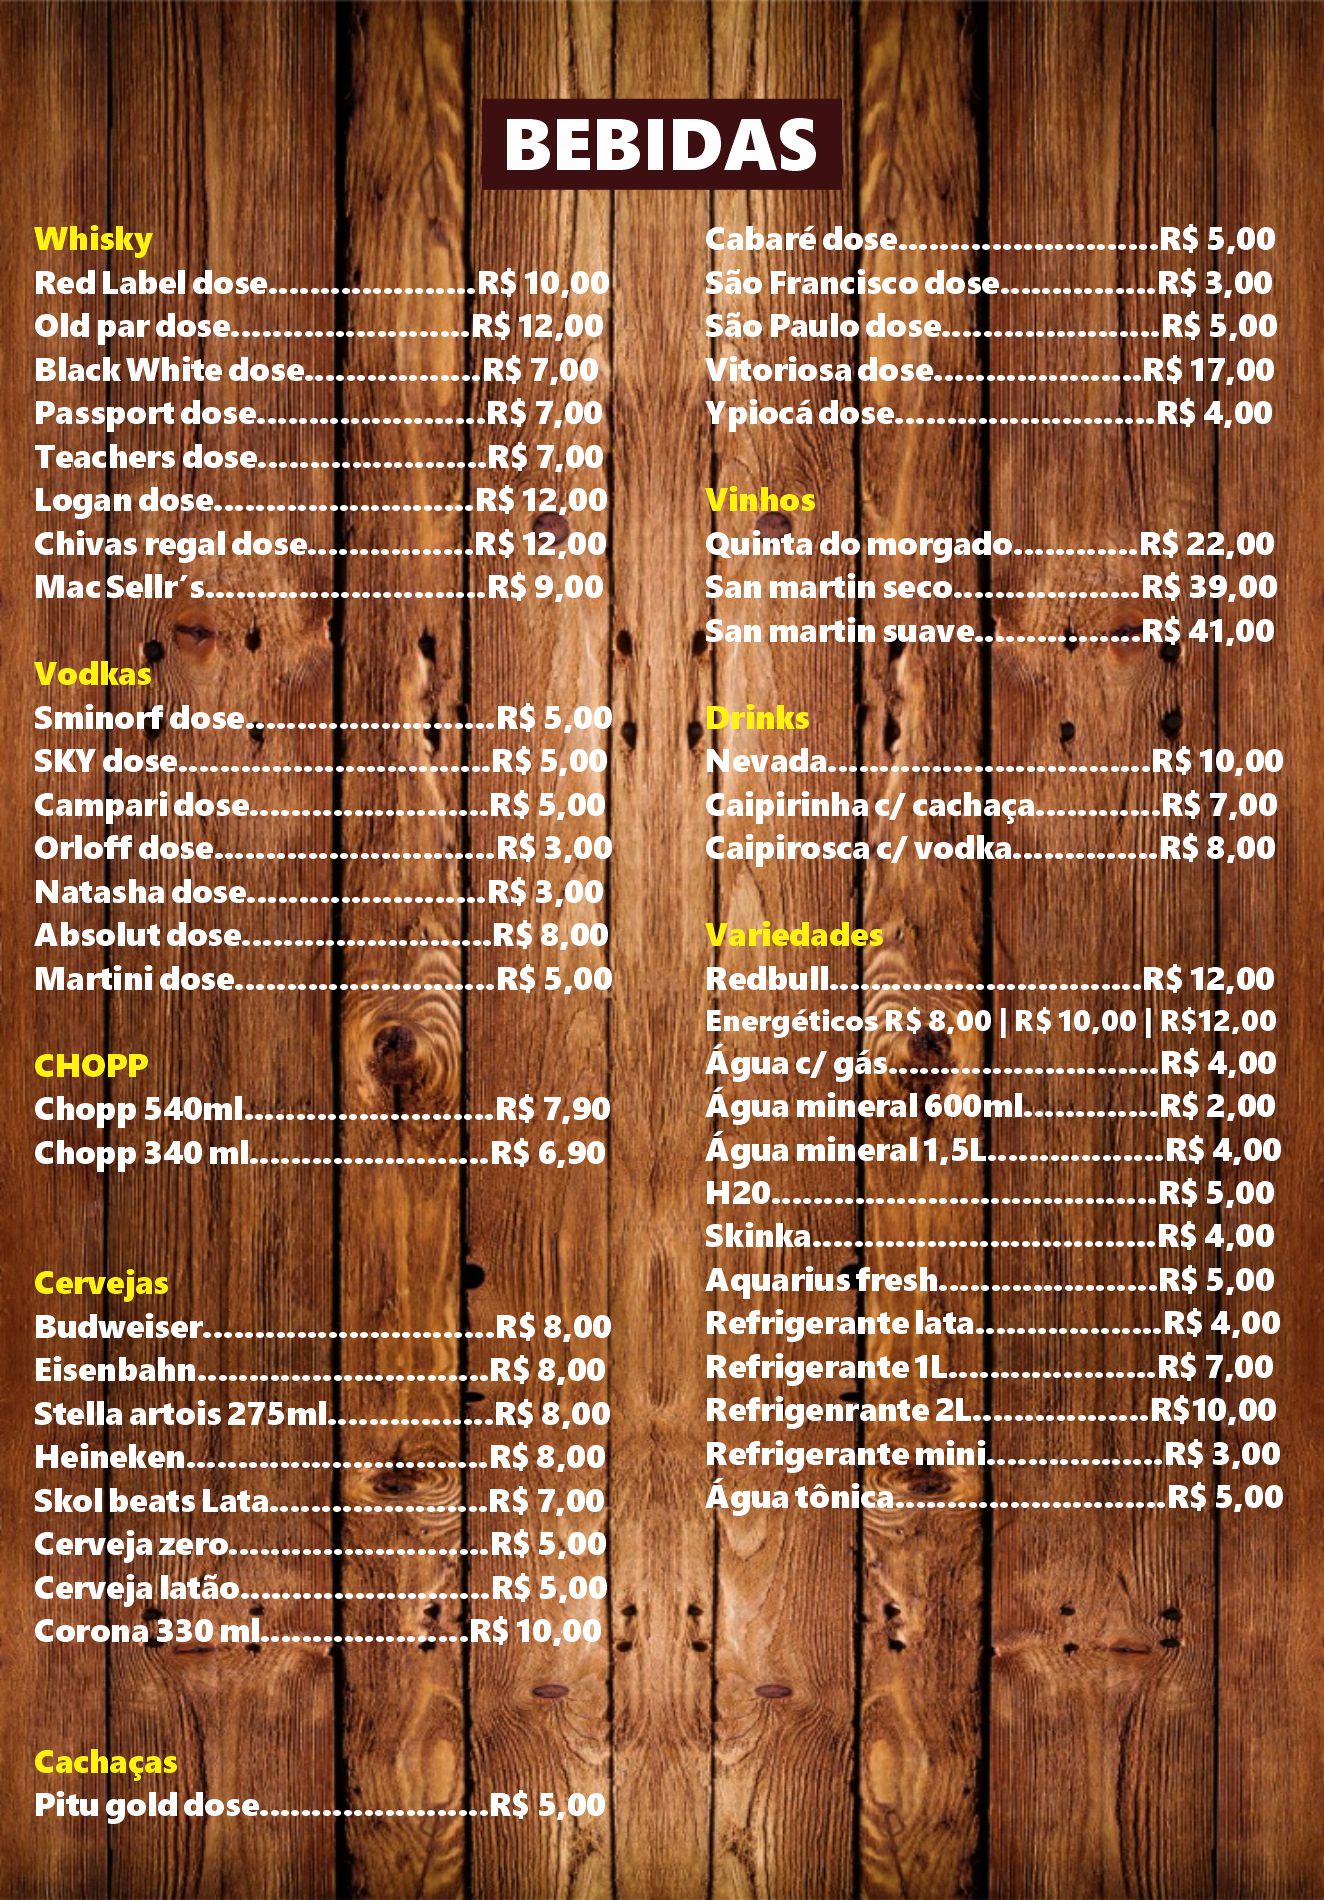 BEBIDAS
Whisky
Red Label dose....................R$ 10,00
Old par dose.......................R$ 12,00
Black White dose.................R$ 7,00
Passport dose......................R$ 7,00
Teachers dose......................R$ 7,00
Logan dose.........................R$ 12,00
Chivas regal dose................R$ 12,00
Mac Sellr´s...........................R$ 9,00
Vodkas
Sminorf dose........................R$ 5,00
SKY dose..............................R$ 5,00
Campari dose.......................R$ 5,00
Orloff dose...........................R$ 3,00
Natasha dose.......................R$ 3,00
Absolut dose........................R$ 8,00
Martini dose.........................R$ 5,00
CHOPP
Chopp 540ml........................R$ 7,90
Chopp 340 ml.......................R$ 6,90
Cervejas
Budweiser............................R$ 8,00
Eisenbahn............................R$ 8,00
Stella artois 275ml................R$ 8,00
Heineken.............................R$ 8,00
Skol beats Lata.....................R$ 7,00
Cerveja zero.........................R$ 5,00
Cerveja latão........................R$ 5,00
Corona 330 ml....................R$ 10,00
Cachaças
Pitu gold dose......................R$ 5,00
Cabaré dose.........................R$ 5,00
São Francisco dose...............R$ 3,00
São Paulo dose.....................R$ 5,00
Vitoriosa dose....................R$ 17,00
Ypiocá dose.........................R$ 4,00
Vinhos
Quinta do morgado............R$ 22,00
San martin seco..................R$ 39,00
San martin suave................R$ 41,00
Drinks
Nevada...............................R$ 10,00
Caipirinha c/ cachaça............R$ 7,00
Caipirosca c/ vodka..............R$ 8,00
Variedades
Redbull..............................R$ 12,00
Energéticos R$ 8,00 | R$ 10,00 | R$12,00
Água c/ gás..........................R$ 4,00
Água mineral 600ml.............R$ 2,00
Água mineral 1,5L.................R$ 4,00
H20.....................................R$ 5,00
Skinka.................................R$ 4,00
Aquarius fresh.....................R$ 5,00
Refrigerante lata..................R$ 4,00
Refrigerante 1L....................R$ 7,00
Refrigenrante 2L.................R$10,00
Refrigerante mini.................R$ 3,00
Água tônica..........................R$ 5,00